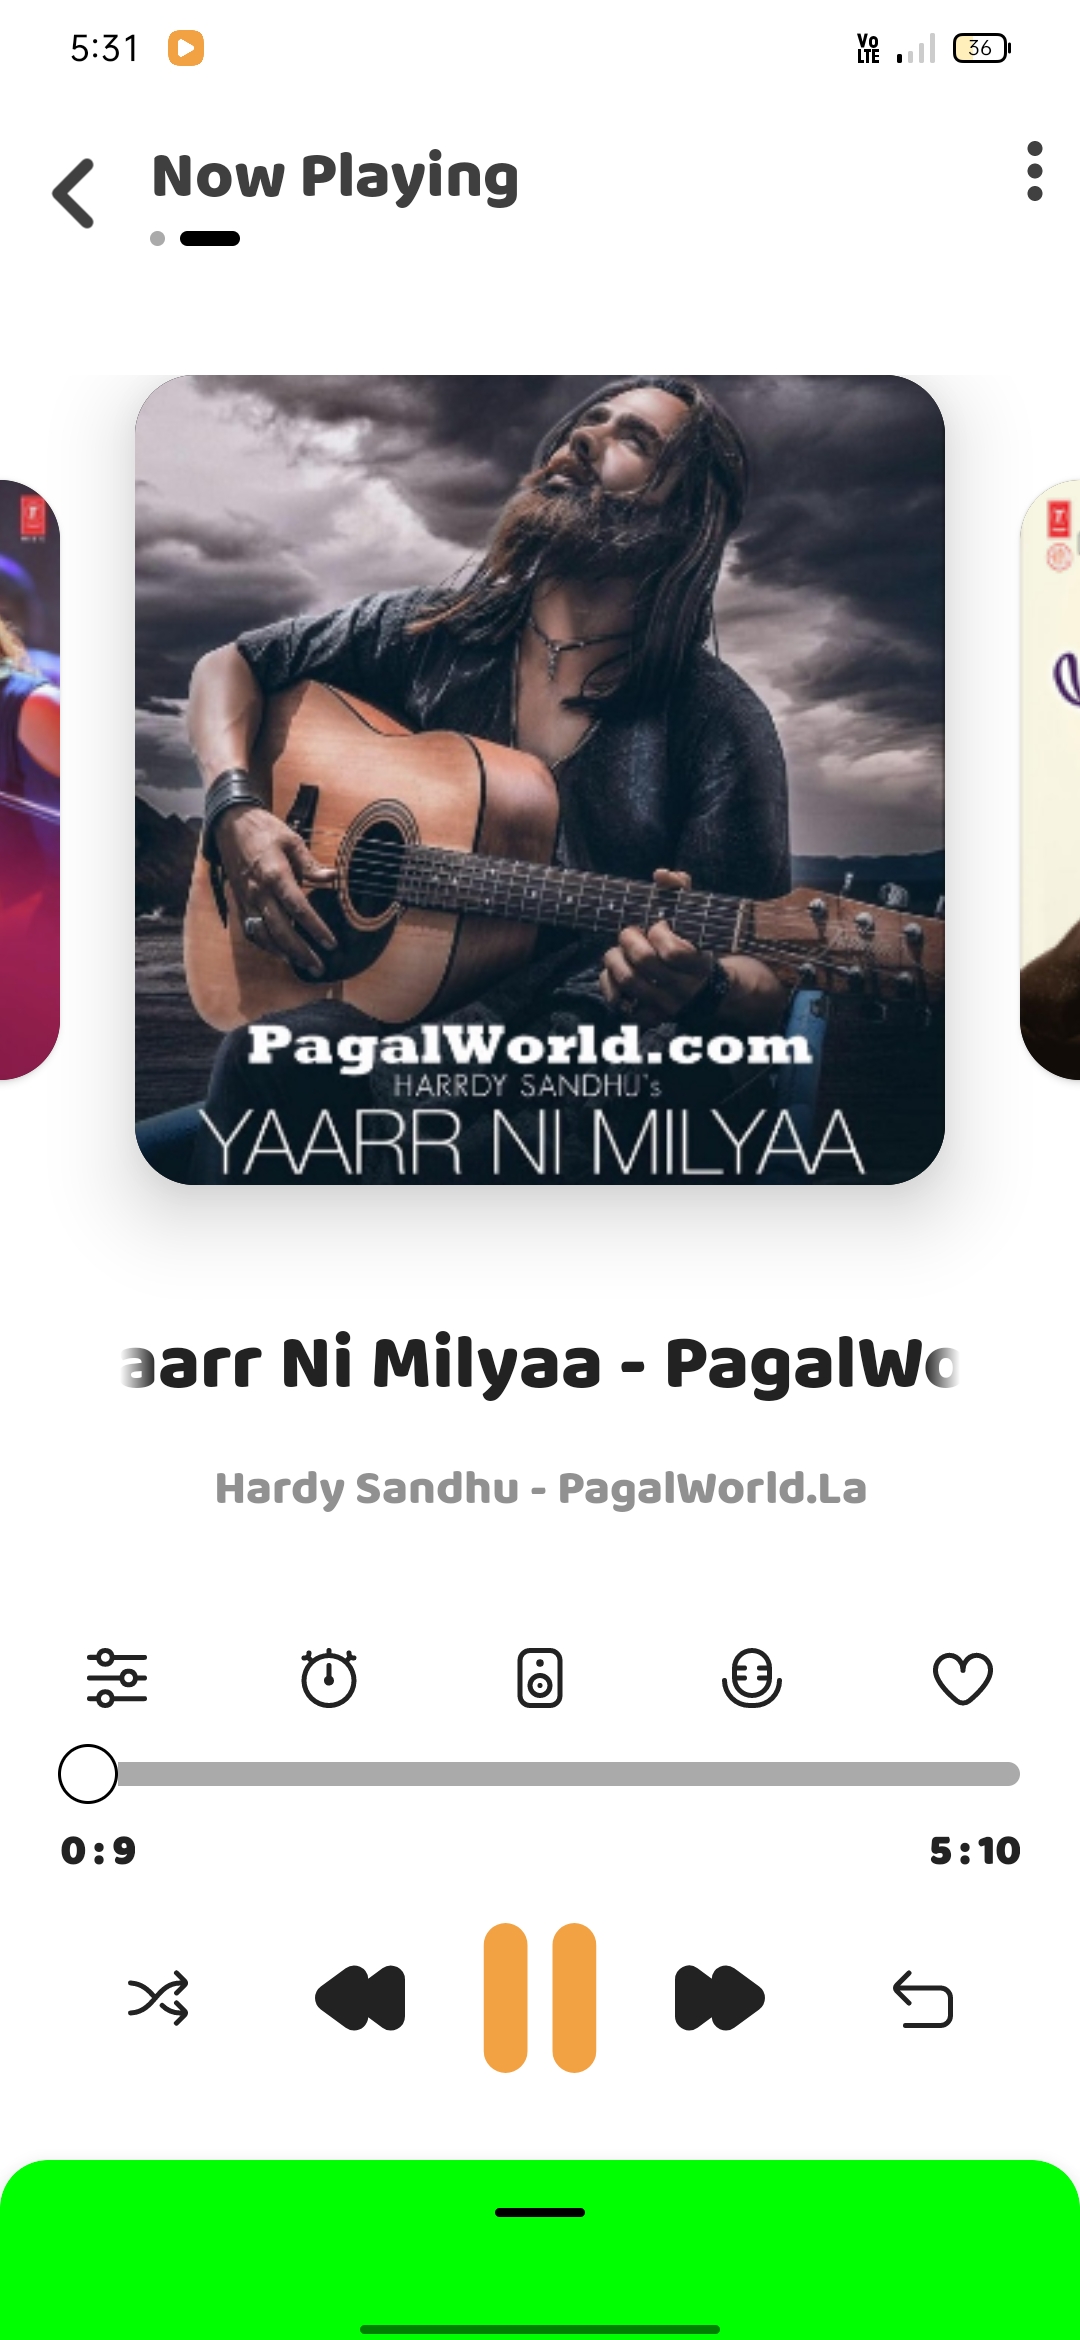 5:31
Vo
LTE
36
Now Playing
PagalWorld.com
HARRDY SANDHU's
YAARR NI MILYAA
aarr Ni Milyaa - PagalWo
Hardy Sandhu - PagalWorld.La
0:9
5:10